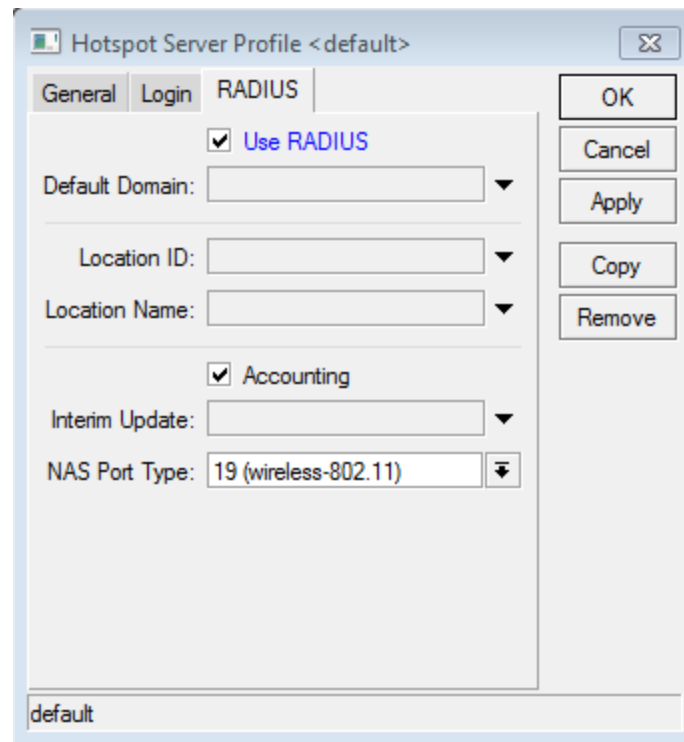 Hotspot Server Profile <default>
General Login RADIUS
Use RADIUS
Default Domain:
Location ID:
Location Name:
Accounting
Interim Update:
NAS Port Type: 19 (wireless-802.11)
OK
Cancel
Apply
Copy
Remove
default